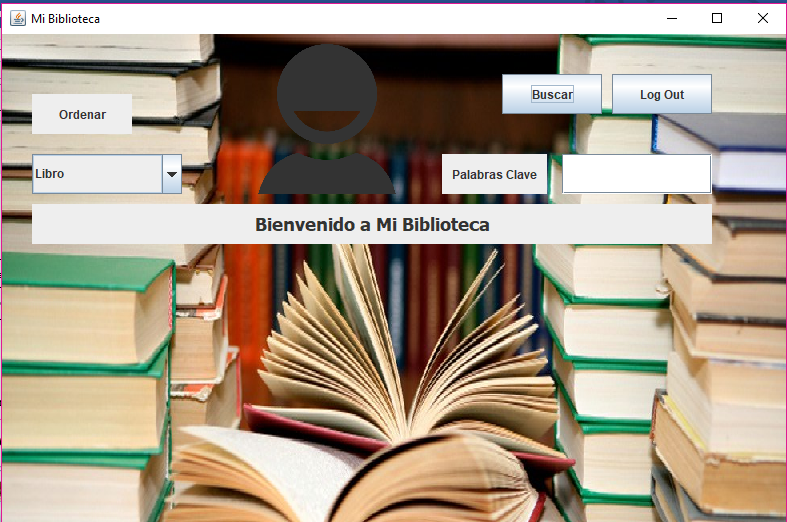 Mi Biblioteca
Buscar
Log Out
Ordenar
Libro
Palabras Clave
Bienvenido a Mi Biblioteca